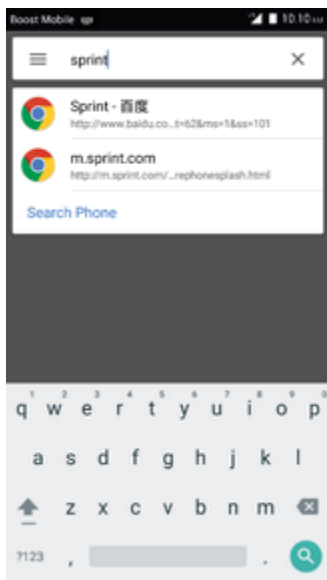 Boost Mobile 10:10 AM
sprint
Sprint - 百度
http://www.baidu.co...t=62&ms=1&ss=101
m.sprint.com
http://m.sprint.com/...rephonesplash.html
Search Phone
1 2 3 4 5 6 7 8 9 0
q w e r t y u i o p
a s d f g h j k l
z x c v b n m
?123 , .